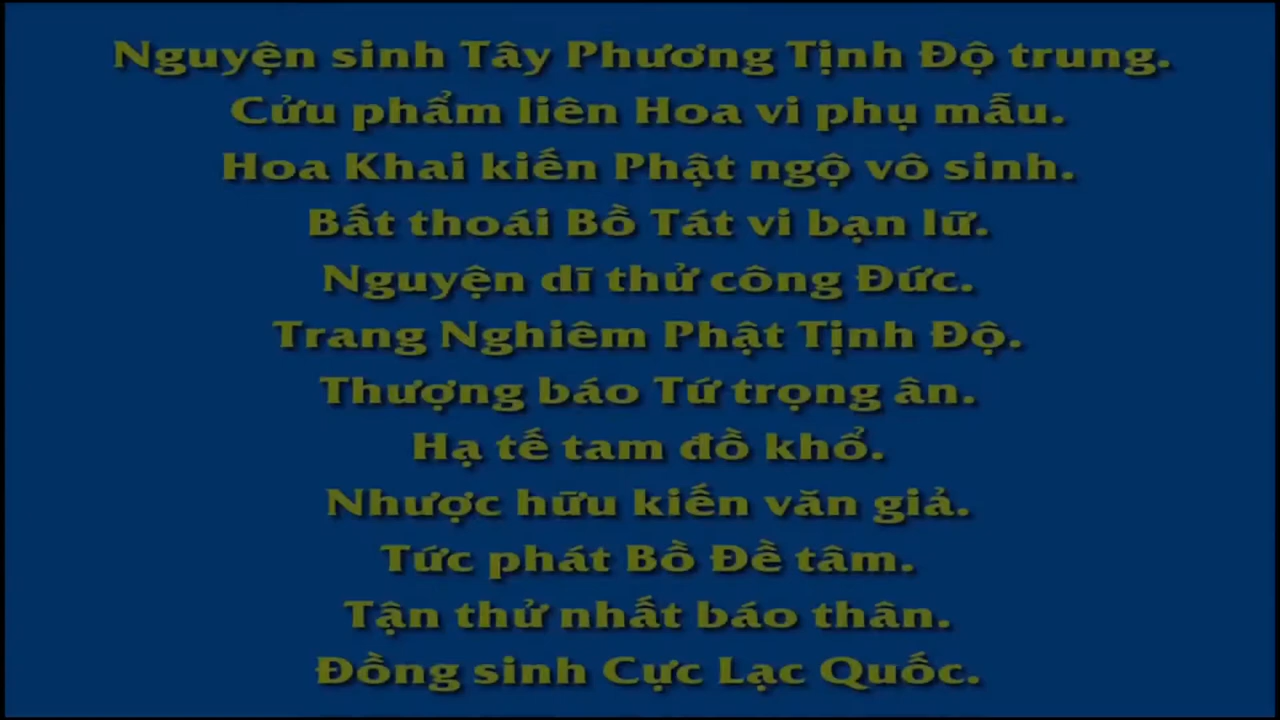 Nguyện sinh Tây Phương Tịnh Độ trung.
Cửu phẩm liên Hoa vi phụ mẫu.
Hoa Khai kiến Phật ngộ vô sinh.
Bất thoái Bồ Tát vi bạn lữ.
Nguyện dĩ thử công Đức.
Trang Nghiêm Phật Tịnh Độ.
Thượng báo Tứ trọng ân.
Hạ tế tam đồ khổ.
Nhược hữu kiến văn giả.
Tức phát Bồ Đề tâm.
Tận thử nhất báo thân.
Đồng sinh Cực Lạc Quốc.